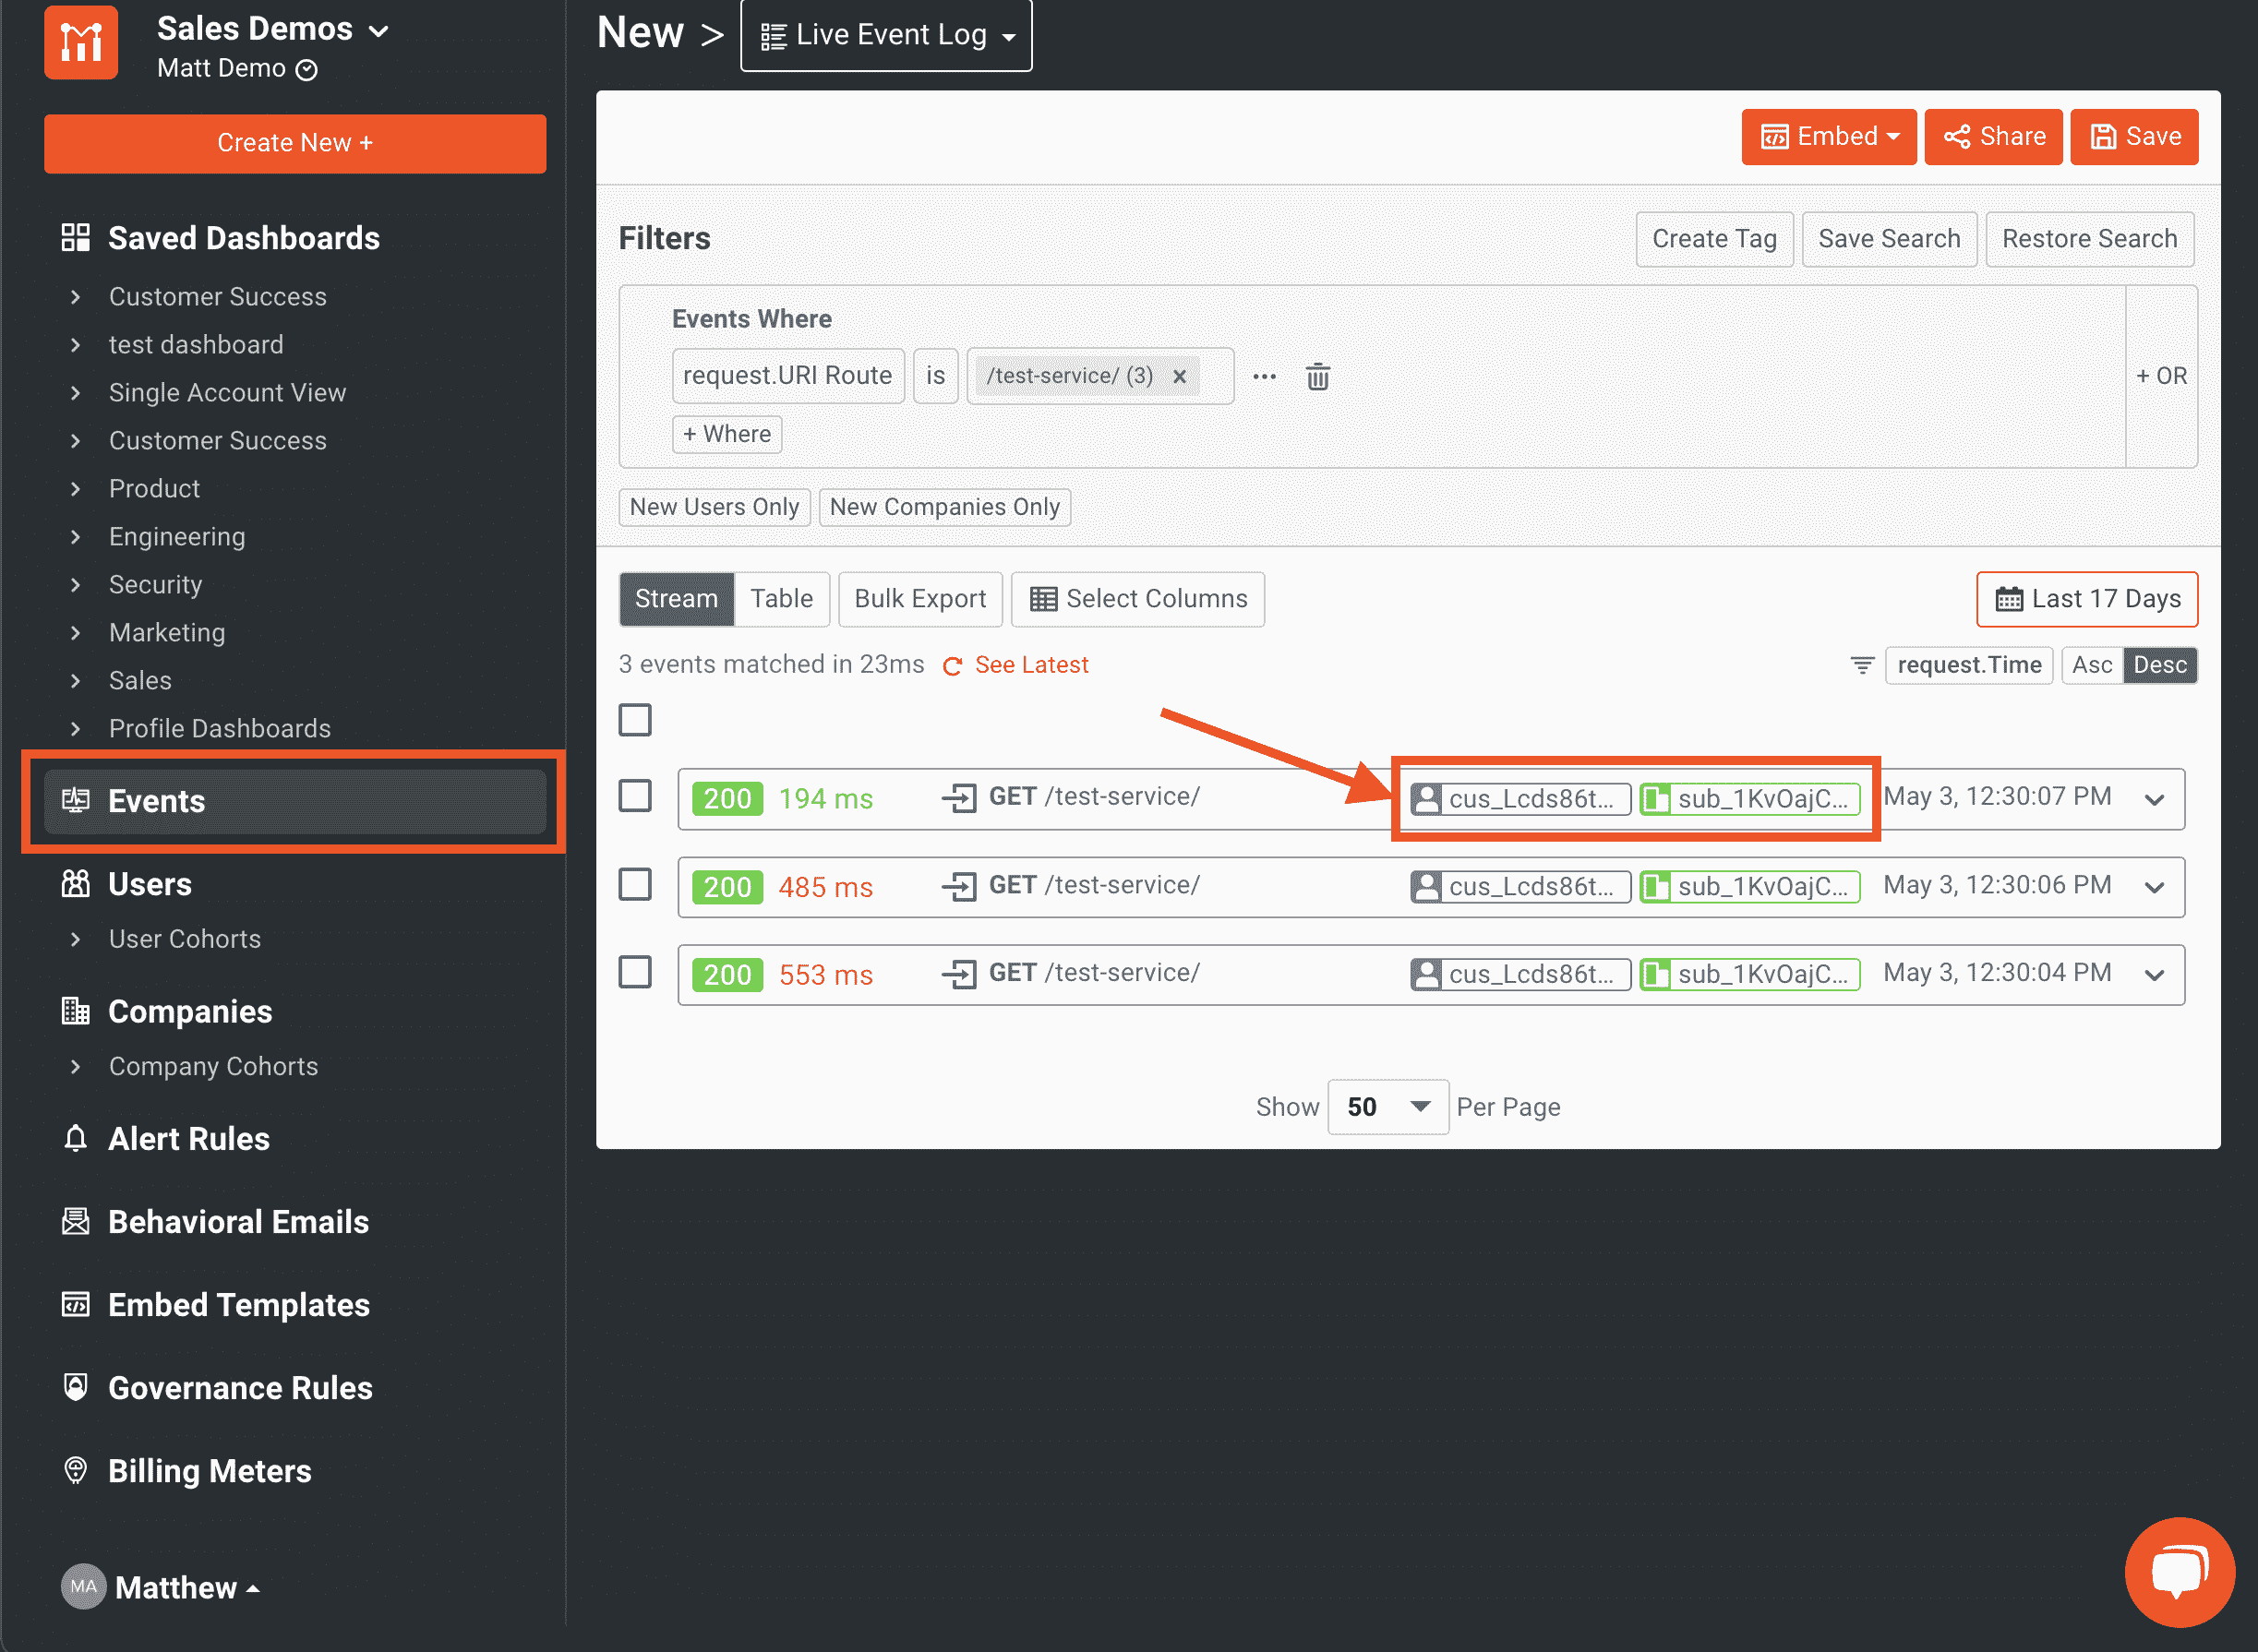 Sales Demos
Matt Demo
Create New +
Saved Dashboards
Customer Success
test dashboard
Single Account View
Customer Success
Product
Engineering
Security
Marketing
Sales
Profile Dashboards
Events
Users
User Cohorts
Companies
Company Cohorts
Alert Rules
Behavioral Emails
Embed Templates
Governance Rules
Billing Meters
MA Matthew
New > Live Event Log
Embed Share Save
Filters Create Tag Save Search Restore Search
Events Where
request.URI Route is /test-service/ (3) × ... + OR
+ Where
New Users Only New Companies Only
Stream Table Bulk Export Select Columns Last 17 Days
3 events matched in 23ms See Latest request.Time Asc Desc
200 194 ms GET /test-service/ cus_Lcds86t... sub_1KvOajC... May 3, 12:30:07 PM
200 485 ms GET /test-service/ cus_Lcds86t... sub_1KvOajC... May 3, 12:30:06 PM
200 553 ms GET /test-service/ cus_Lcds86t... sub_1KvOajC... May 3, 12:30:04 PM
Show 50 Per Page